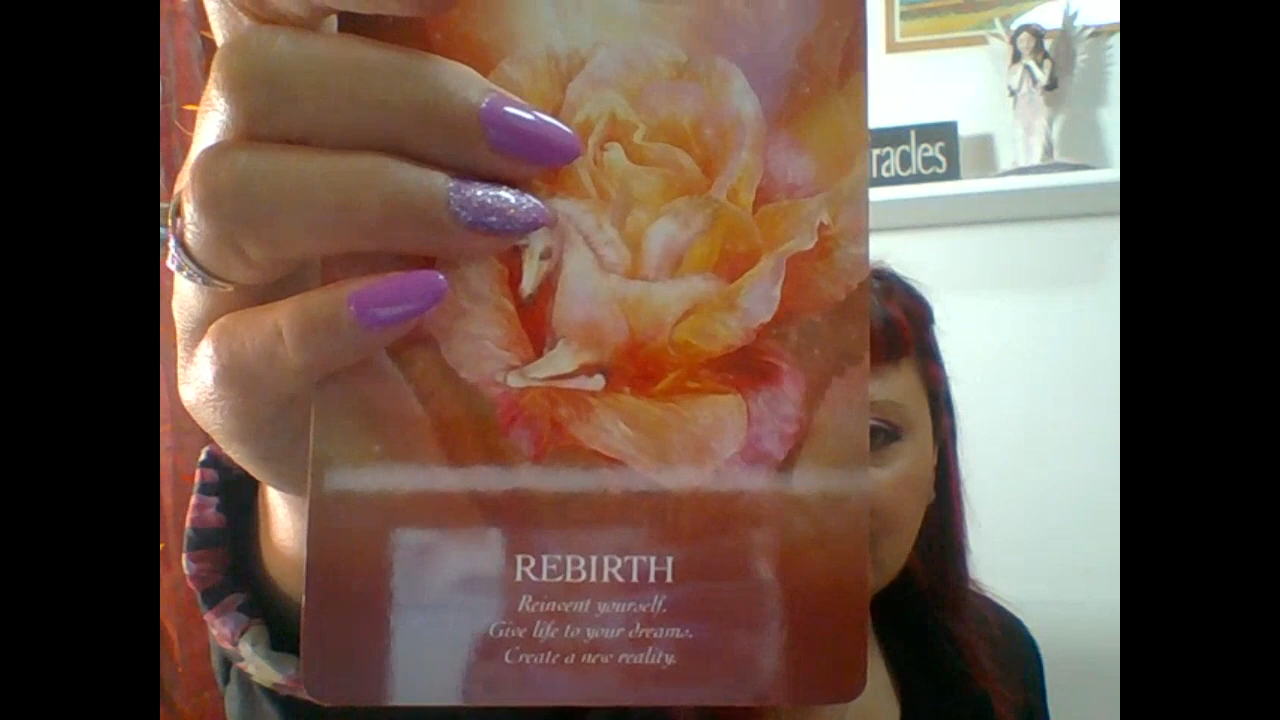 racles
REBIRTH
Reinvent yourself.
Give life to your dreams.
Create a new reality.